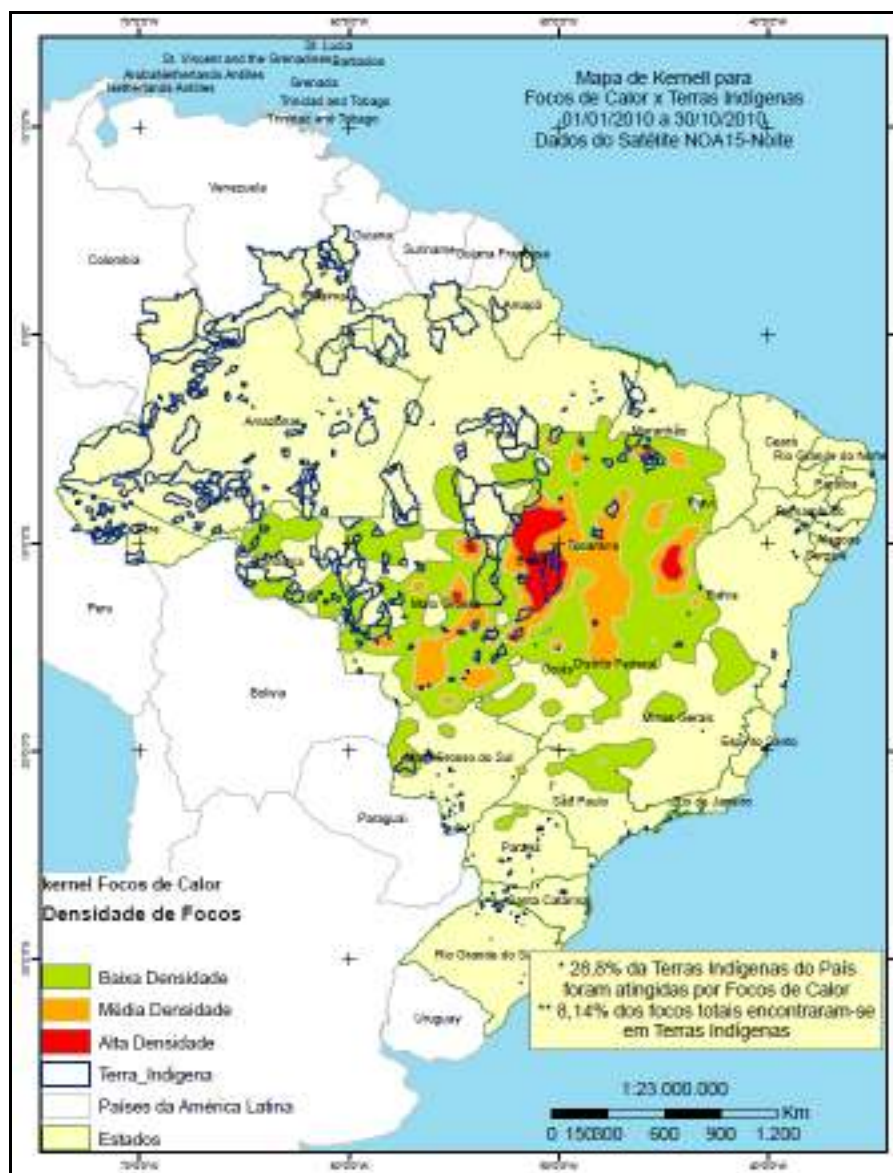 St. Lucia
St. Vincent and the Grenadines
Barbados
Netherlands Antilles
Grenada
Trinidad and Tobago
Trinidad and Tobago
Mapa de Kernell para
Focos de Calor x Terras Indígenas
01/01/2010 a 30/10/2010
Dados do Satélite NOA15-Noite
Venezuela
Colombia
Guiana
Suriname
Guiana Francesa
Amapá
Amazonas
Maranhão
Ceará
Rio Grande do Norte
Paraíba
Alagoas
Sergipe
Tocantins
Bahia
Mato Grosso
Peru
Goiás
Distrito Federal
Bolivia
Minas Gerais
Espírito Santo
Mato Grosso do Sul
São Paulo
Rio de Janeiro
Paraguai
Paraná
Santa Catarina
Rio Grande do Sul
Uruguay
kernel Focos de Calor
Densidade de Focos
Baixa Densidade
Média Densidade
Alta Densidade
Terra_Indigena
Países da América Latina
Estados
* 28,8% da Terras Indígenas do País
foram atingidas por Focos de Calor
** 8,14% dos focos totais encontraram-se
em Terras Indígenas
1:23.000.000
Km
0 150300 600 900 1.200